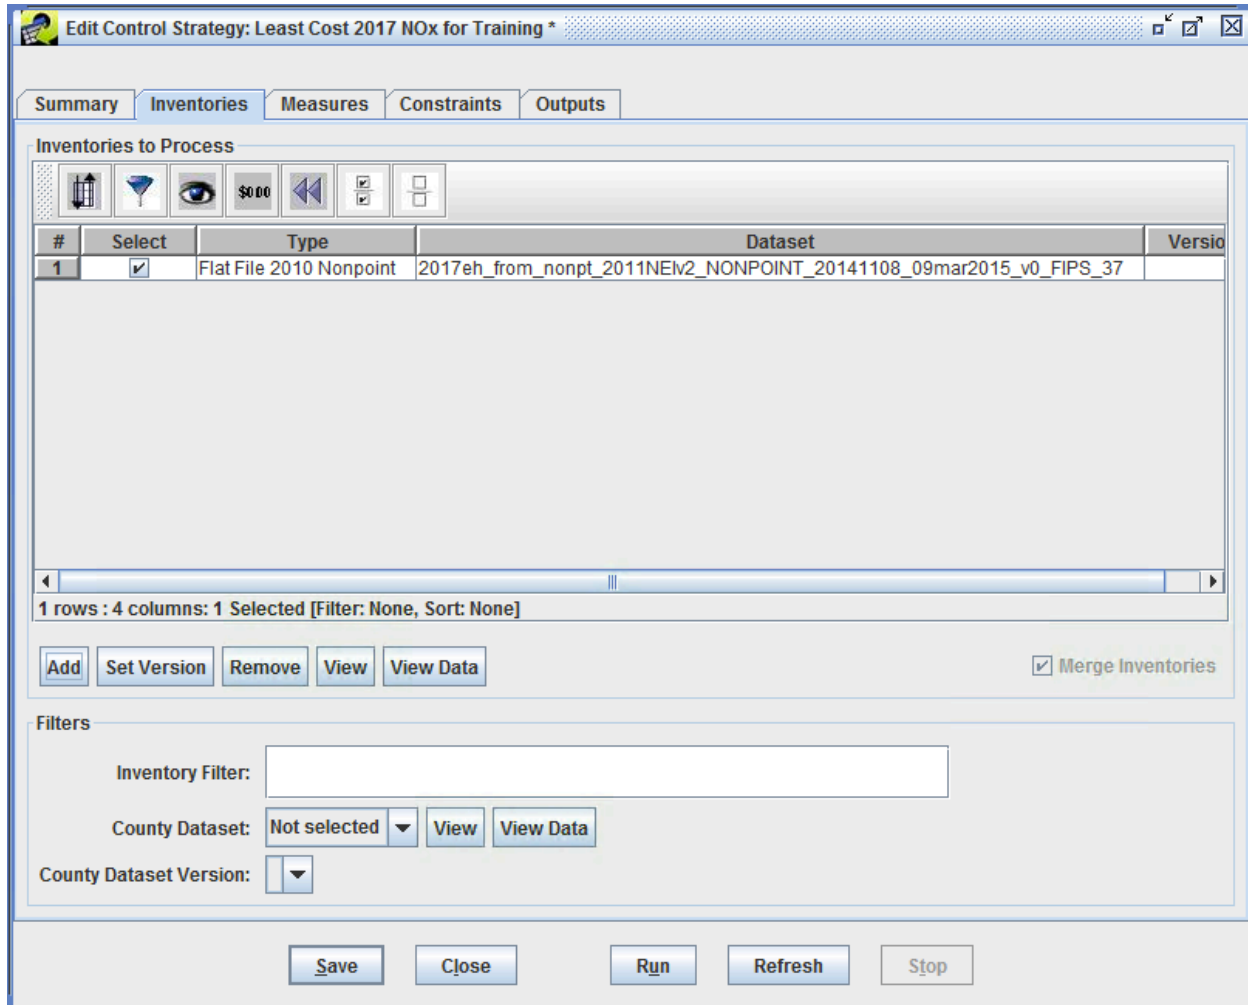 Edit Control Strategy: Least Cost 2017 NOx for Training *
Summary Inventories Measures Constraints Outputs
Inventories to Process
$0.00
# Select Type Dataset Versio
1 Flat File 2010 Nonpoint 2017eh_from_nonpt_2011NEIv2_NONPOINT_20141108_09mar2015_v0_FIPS_37
1 rows : 4 columns: 1 Selected [Filter: None, Sort: None]
Add Set Version Remove View View Data Merge Inventories
Filters
Inventory Filter:
County Dataset: Not selected View View Data
County Dataset Version:
Save Close Run Refresh Stop